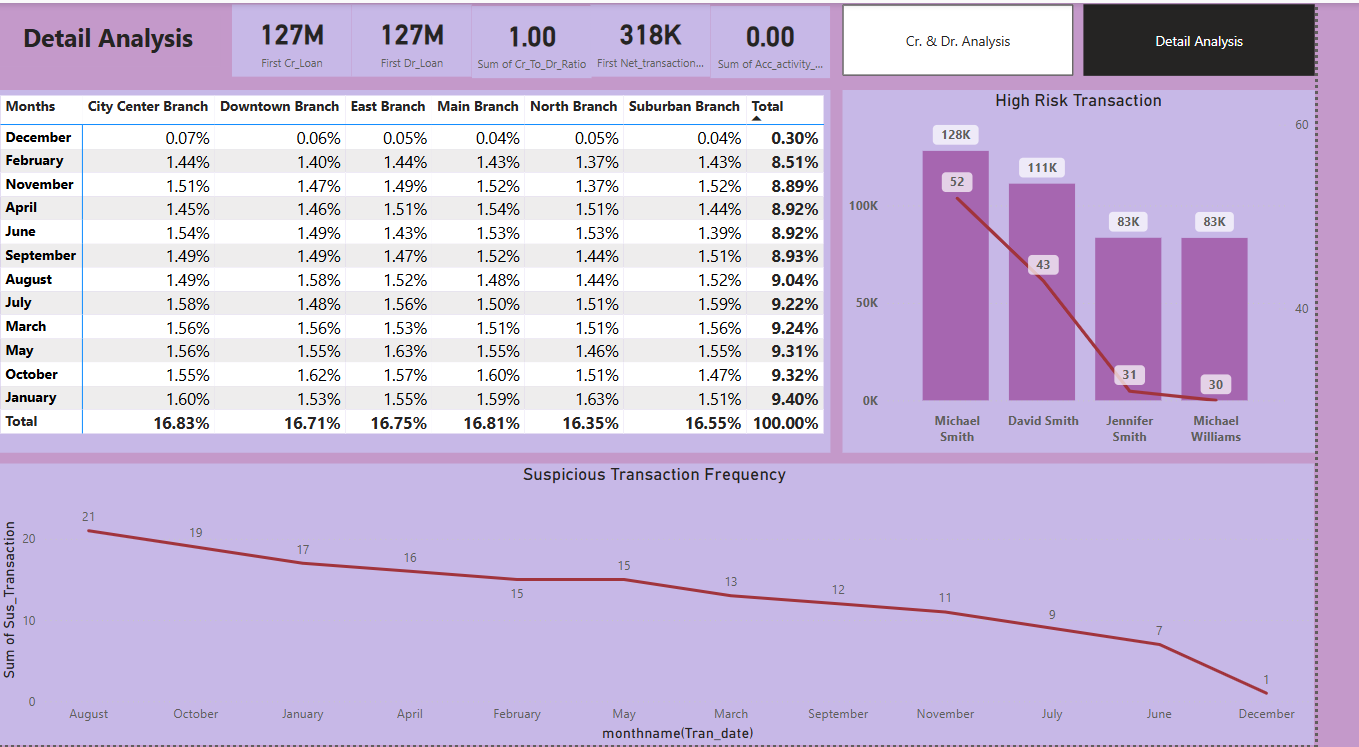 Detail Analysis
127M
First Cr_Loan
127M
First Dr_Loan
1.00
Sum of Cr_To_Dr_Ratio
318K
First Net_transaction...
0.00
Sum of Acc_activity_...
Cr. & Dr. Analysis
Detail Analysis
Months City Center Branch Downtown Branch East Branch Main Branch North Branch Suburban Branch Total
December 0.07% 0.06% 0.05% 0.04% 0.05% 0.04% 0.30%
February 1.44% 1.40% 1.44% 1.43% 1.37% 1.43% 8.51%
November 1.51% 1.47% 1.49% 1.52% 1.37% 1.52% 8.89%
April 1.45% 1.46% 1.51% 1.54% 1.51% 1.44% 8.92%
June 1.54% 1.49% 1.43% 1.53% 1.53% 1.39% 8.92%
September 1.49% 1.49% 1.47% 1.52% 1.44% 1.51% 8.93%
August 1.49% 1.58% 1.52% 1.48% 1.44% 1.52% 9.04%
July 1.58% 1.48% 1.56% 1.50% 1.51% 1.59% 9.22%
March 1.56% 1.56% 1.53% 1.51% 1.51% 1.56% 9.24%
May 1.56% 1.55% 1.63% 1.55% 1.46% 1.55% 9.31%
October 1.55% 1.62% 1.57% 1.60% 1.51% 1.47% 9.32%
January 1.60% 1.53% 1.55% 1.59% 1.63% 1.51% 9.40%
Total 16.83% 16.71% 16.75% 16.81% 16.35% 16.55% 100.00%
High Risk Transaction
60
128K
111K
52
100K
83K
83K
43
50K
40
31
30
0K
Michael Smith
David Smith
Jennifer Smith
Michael Williams
Suspicious Transaction Frequency
Sum of Sus_Transaction
20
10
0
21
19
17
16
15
15
13
12
11
9
7
1
August October January April February May March September November July June December
monthname(Tran_date)